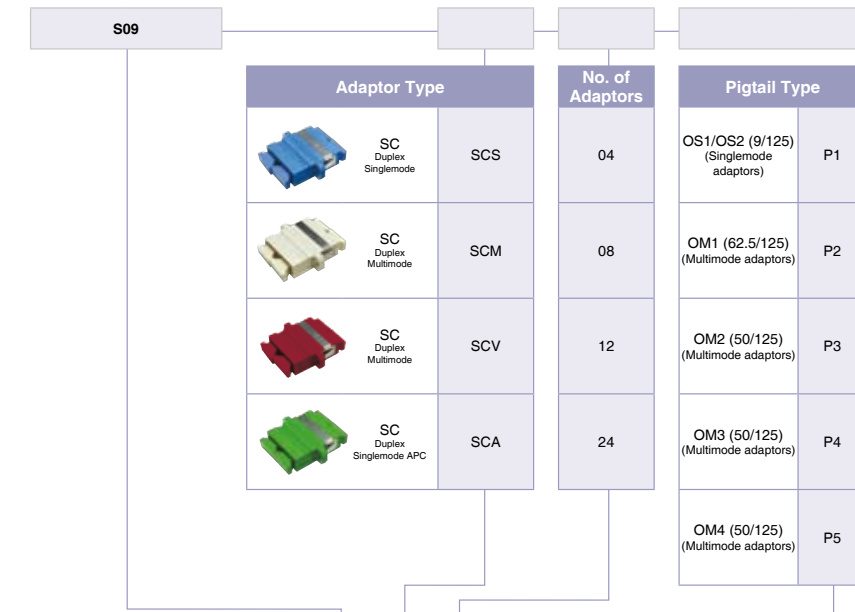 S09
Adaptor Type
No. of
Adaptors
Pigtail Type
SC
Duplex
Singlemode
SCS
04
OS1/OS2 (9/125)
(Singlemode
adaptors)
P1
SC
Duplex
Multimode
SCM
08
OM1 (62.5/125)
(Multimode adaptors)
P2
SC
Duplex
Multimode
SCV
12
OM2 (50/125)
(Multimode adaptors)
P3
SC
Duplex
Singlemode APC
SCA
24
OM3 (50/125)
(Multimode adaptors)
P4
OM4 (50/125)
(Multimode adaptors)
P5